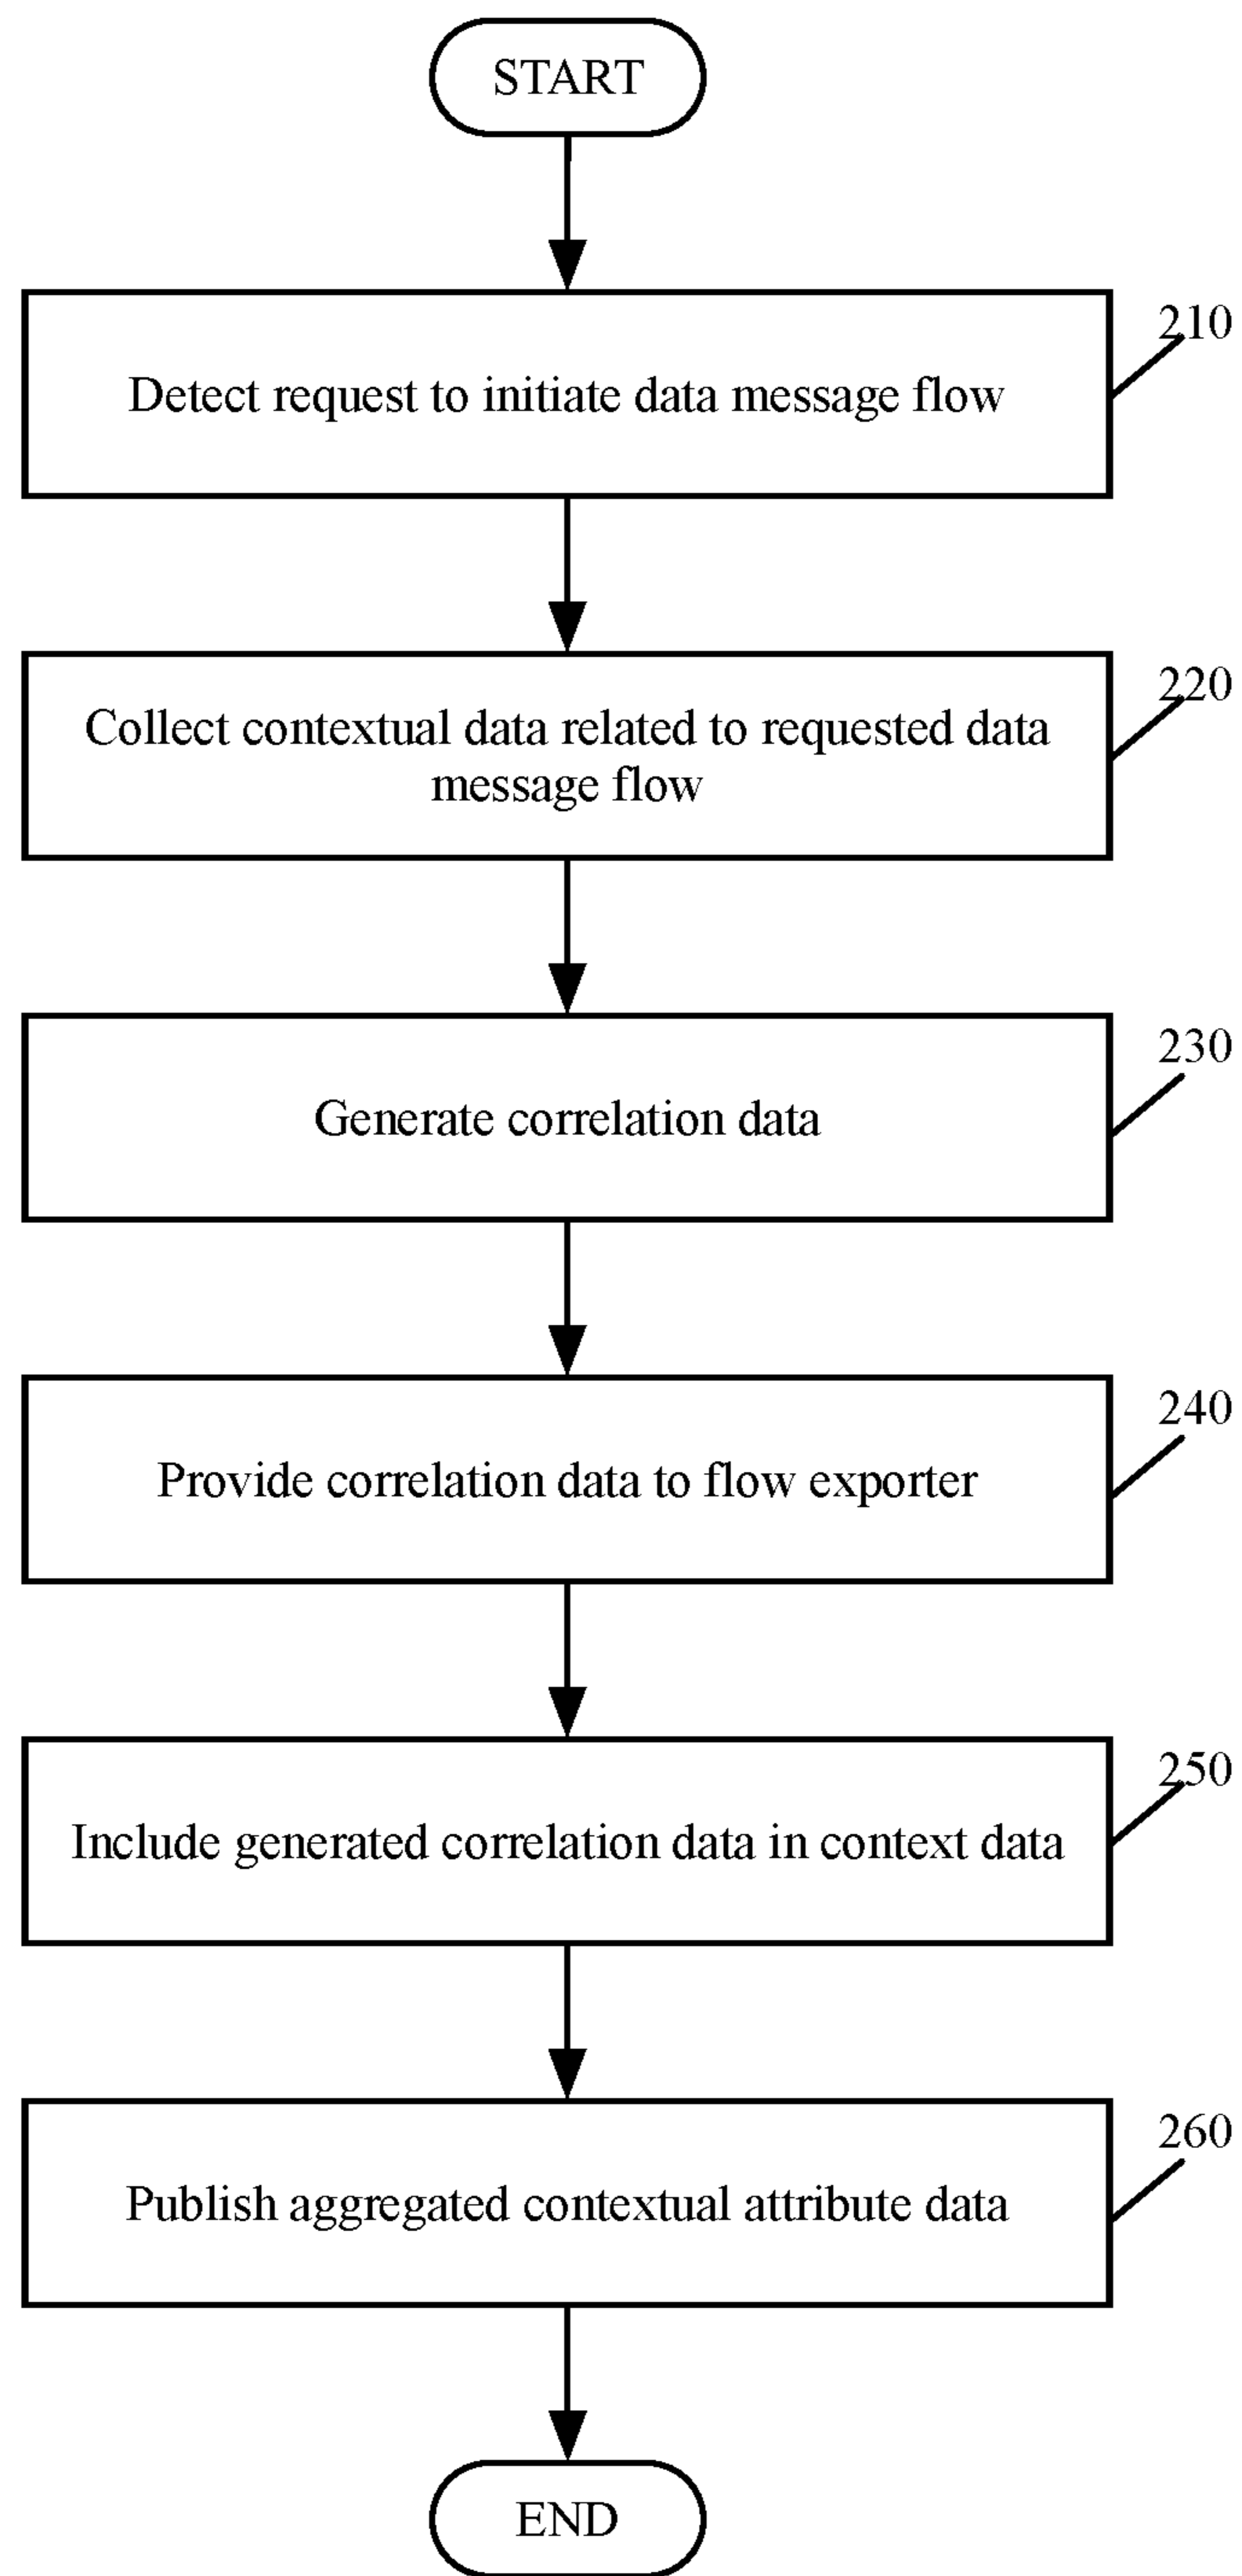 START
210
Detect request to initiate data message flow
220
Collect contextual data related to requested data
message flow
230
Generate correlation data
240
Provide correlation data to flow exporter
250
Include generated correlation data in context data
260
Publish aggregated contextual attribute data
END